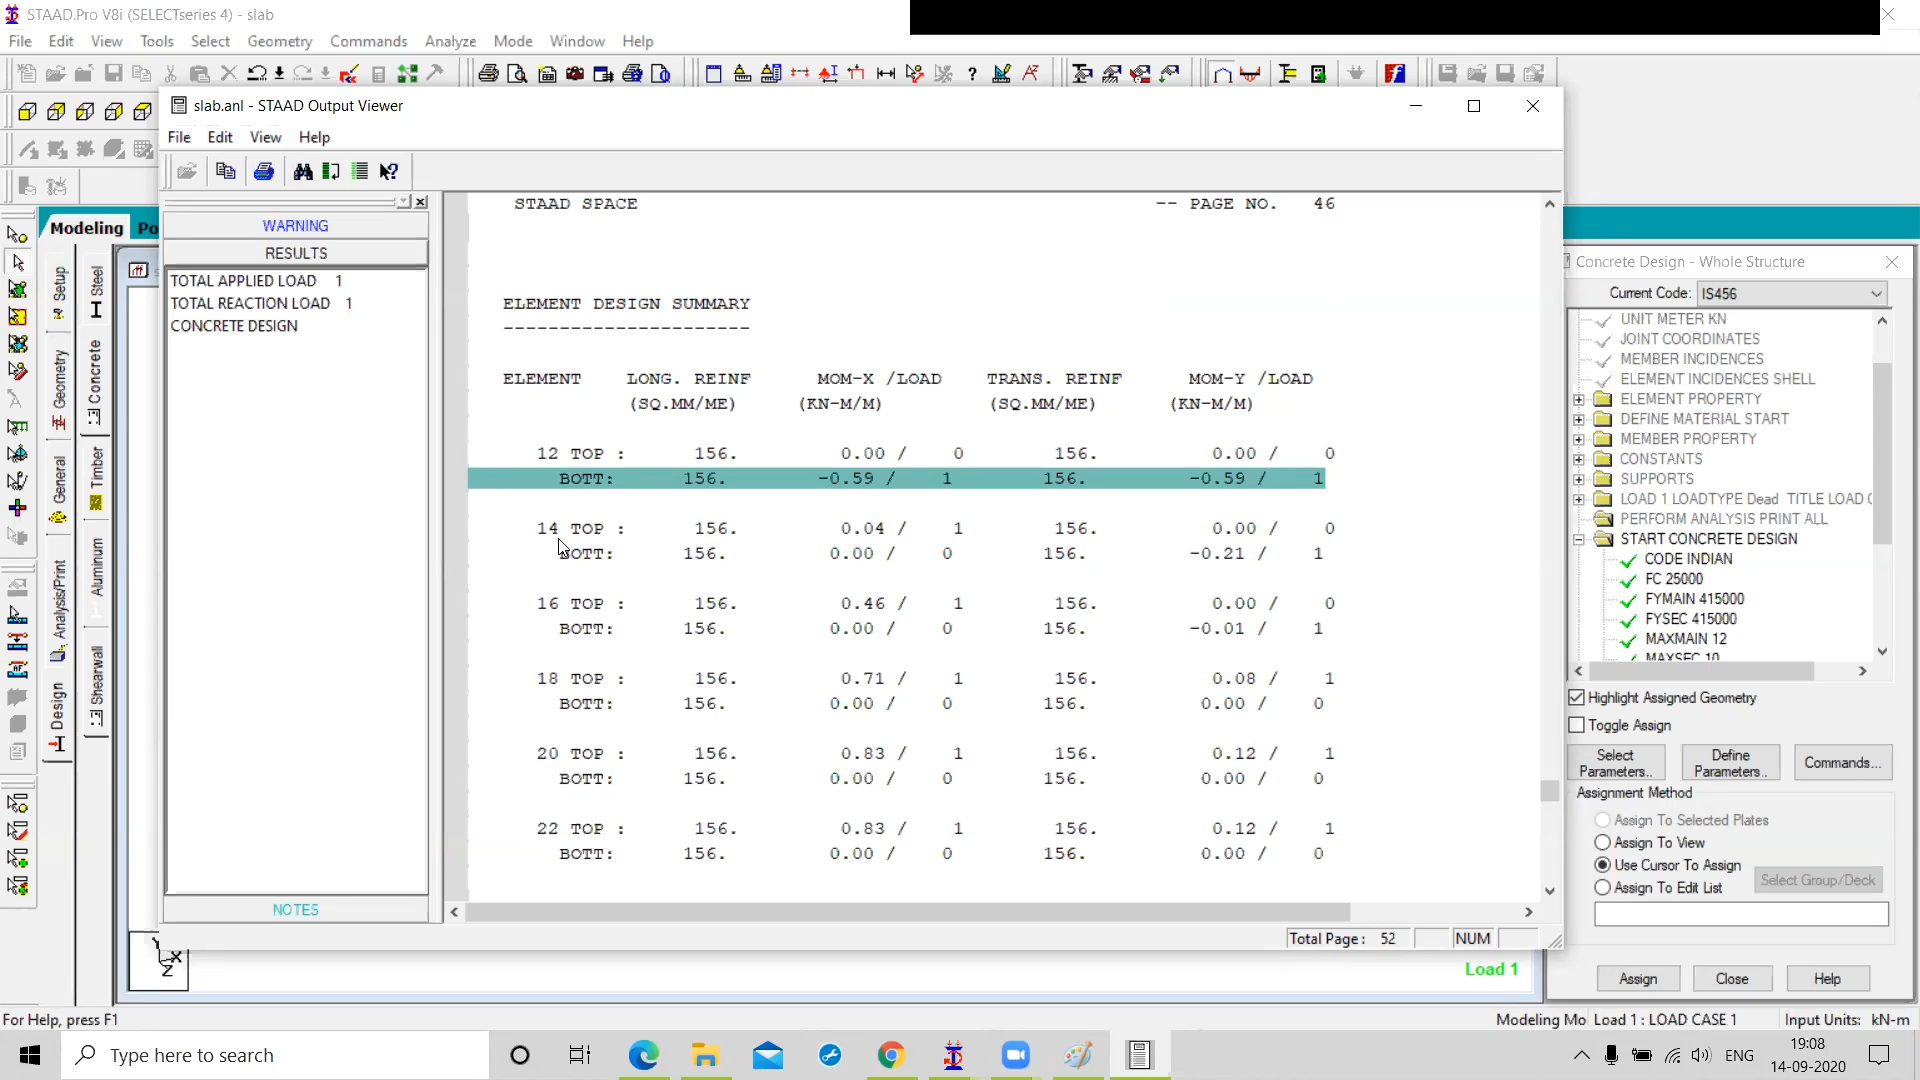 STAAD.Pro V8i (SELECTseries 4) - slab
File Edit View Tools Select Geometry Commands Analyze Mode Window Help
slab.anl - STAAD Output Viewer
File Edit View Help
WARNING
RESULTS
TOTAL APPLIED LOAD 1
TOTAL REACTION LOAD 1
CONCRETE DESIGN
NOTES
Modeling Po
Setup
Geometry
General
Analysis/Print
Design
Steel
Concrete
Timber
Aluminum
Shearwall
STAAD SPACE -- PAGE NO. 46
ELEMENT DESIGN SUMMARY
----------------------
ELEMENT LONG. REINF MOM-X /LOAD TRANS. REINF MOM-Y /LOAD
(SQ.MM/ME) (KN-M/M) (SQ.MM/ME) (KN-M/M)
12 TOP : 156. 0.00 / 0 156. 0.00 / 0
BOTT: 156. -0.59 / 1 156. -0.59 / 1
14 TOP : 156. 0.04 / 1 156. 0.00 / 0
BOTT: 156. 0.00 / 0 156. -0.21 / 1
16 TOP : 156. 0.46 / 1 156. 0.00 / 0
BOTT: 156. 0.00 / 0 156. -0.01 / 1
18 TOP : 156. 0.71 / 1 156. 0.08 / 1
BOTT: 156. 0.00 / 0 156. 0.00 / 0
20 TOP : 156. 0.83 / 1 156. 0.12 / 1
BOTT: 156. 0.00 / 0 156. 0.00 / 0
22 TOP : 156. 0.83 / 1 156. 0.12 / 1
BOTT: 156. 0.00 / 0 156. 0.00 / 0
Total Page : 52 NUM
Load 1
Y
X
Z
Concrete Design - Whole Structure
Current Code: IS456
UNIT METER KN
JOINT COORDINATES
MEMBER INCIDENCES
ELEMENT INCIDENCES SHELL
ELEMENT PROPERTY
DEFINE MATERIAL START
MEMBER PROPERTY
CONSTANTS
SUPPORTS
LOAD 1 LOADTYPE Dead TITLE LOAD
PERFORM ANALYSIS PRINT ALL
START CONCRETE DESIGN
CODE INDIAN
FC 25000
FYMAIN 415000
FYSEC 415000
MAXMAIN 12
MAXSEC 10
Highlight Assigned Geometry
Toggle Assign
Select Parameters..
Define Parameters..
Commands...
Assignment Method
Assign To Selected Plates
Assign To View
Use Cursor To Assign
Select Group/Deck
Assign To Edit List
Assign Close Help
For Help, press F1
Modeling Mo Load 1 : LOAD CASE 1 Input Units: kN-m
Type here to search
ENG
19:08
14-09-2020